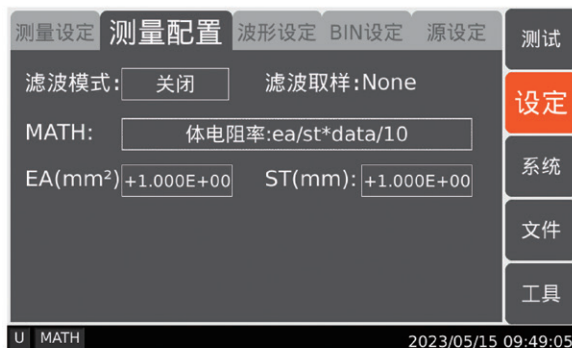 测量设定 测量配置 波形设定 BIN设定 源设定 测试
滤波模式: 关闭 滤波取样:None
设定
MATH: 体电阻率:ea/st*data/10
系统
EA(mm²) +1.000E+00 ST(mm): +1.000E+00
文件
工具
U MATH 2023/05/15 09:49:05